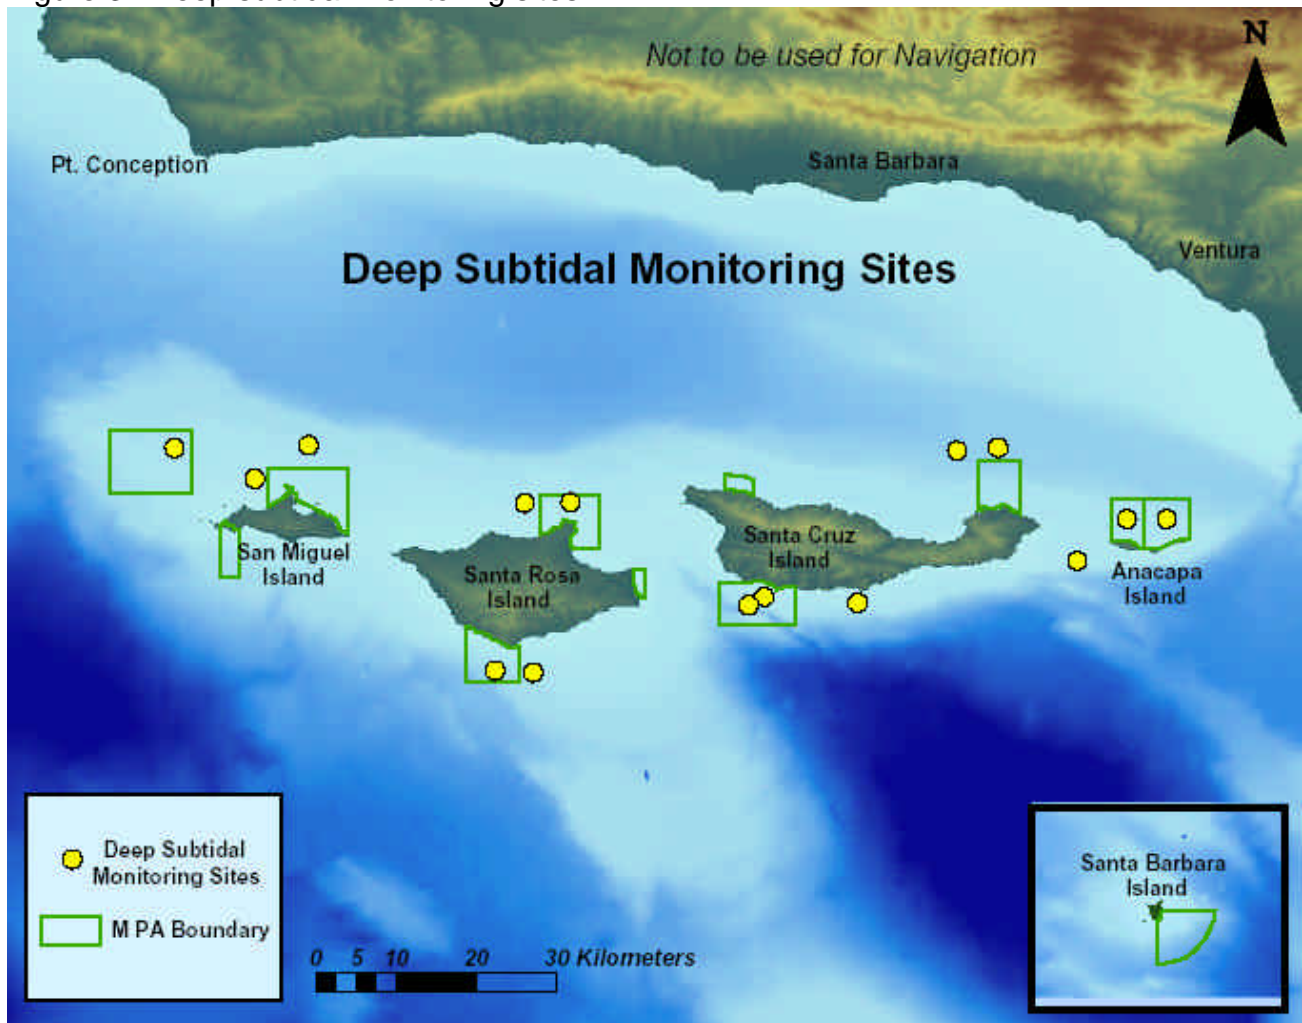 Not to be used for Navigation
N
Pt. Conception
Santa Barbara
Ventura
Deep Subtidal Monitoring Sites
San Miguel
Island
Santa Rosa
Island
Santa Cruz
Island
Anacapa
Island
Deep Subtidal
Monitoring Sites
M PA Boundary
0 5 10 20 30 Kilometers
Santa Barbara
Island